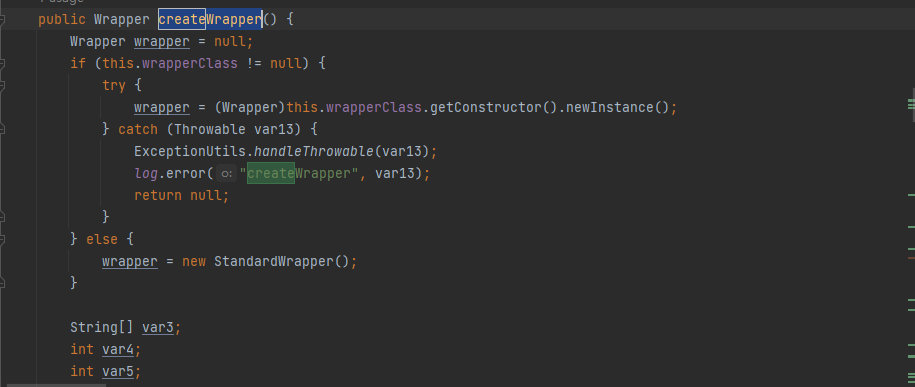 public Wrapper createWrapper() {
Wrapper wrapper = null;
if (this.wrapperClass != null) {
try {
wrapper = (Wrapper)this.wrapperClass.getConstructor().newInstance();
} catch (Throwable var13) {
ExceptionUtils.handleThrowable(var13);
log.error( o: "createWrapper", var13);
return null;
}
} else {
wrapper = new StandardWrapper();
}
String[] var3;
int var4;
int var5;